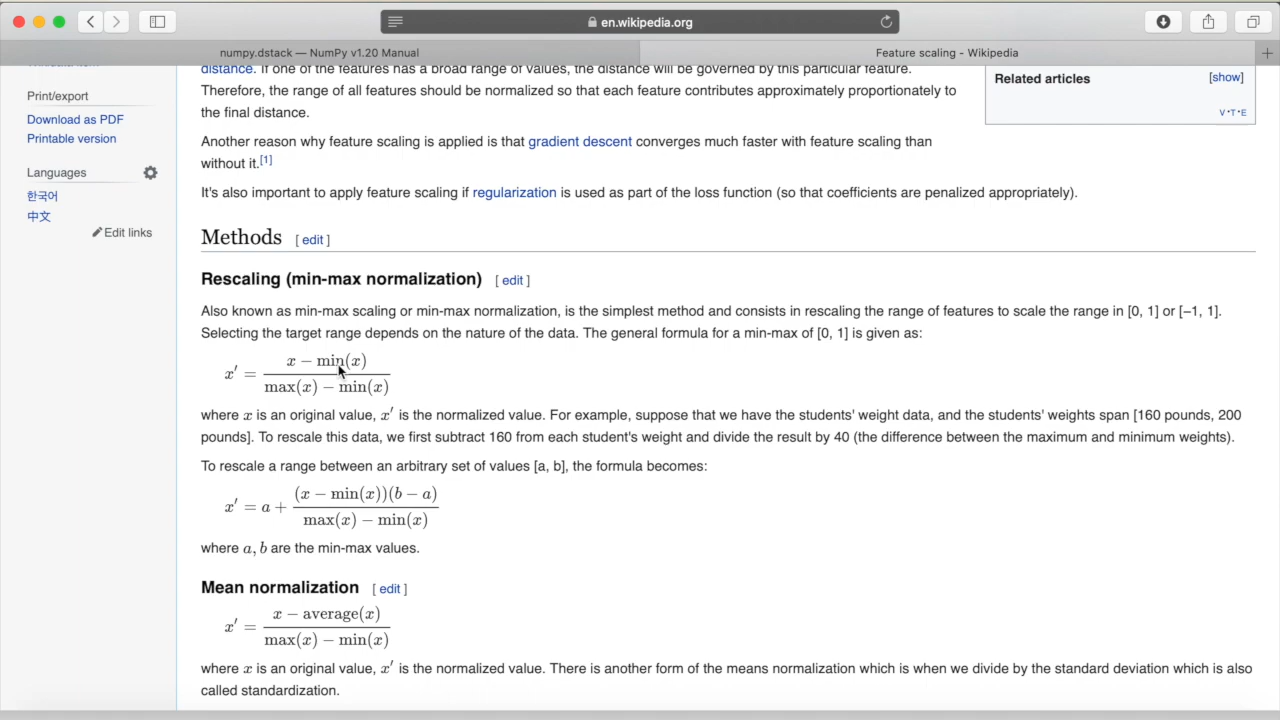 en.wikipedia.org
numpy.dstack — NumPy v1.20 Manual
Feature scaling - Wikipedia
Print/export
Download as PDF
Printable version
Languages
한국어
中文
Edit links
distance. If one of the features has a broad range of values, the distance will be governed by this particular feature.
Therefore, the range of all features should be normalized so that each feature contributes approximately proportionately to
the final distance.
Related articles [show]
V·T·E
Another reason why feature scaling is applied is that gradient descent converges much faster with feature scaling than
without it.[1]
It's also important to apply feature scaling if regularization is used as part of the loss function (so that coefficients are penalized appropriately).
Methods [ edit ]
Rescaling (min-max normalization) [ edit ]
Also known as min-max scaling or min-max normalization, is the simplest method and consists in rescaling the range of features to scale the range in [0, 1] or [−1, 1].
Selecting the target range depends on the nature of the data. The general formula for a min-max of [0, 1] is given as:
x − min(x)
x′ =
max(x) − min(x)
where x is an original value, x′ is the normalized value. For example, suppose that we have the students' weight data, and the students' weights span [160 pounds, 200
pounds]. To rescale this data, we first subtract 160 from each student's weight and divide the result by 40 (the difference between the maximum and minimum weights).
To rescale a range between an arbitrary set of values [a, b], the formula becomes:
(x − min(x))(b − a)
x′ = a +
max(x) − min(x)
where a, b are the min-max values.
Mean normalization [ edit ]
x − average(x)
x′ =
max(x) − min(x)
where x is an original value, x′ is the normalized value. There is another form of the means normalization which is when we divide by the standard deviation which is also
called standardization.